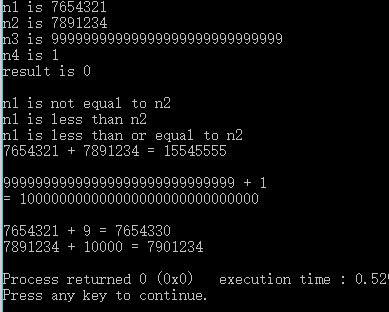 n1 is 7654321
n2 is 7891234
n3 is 99999999999999999999999999999
n4 is 1
result is 0
n1 is not equal to n2
n1 is less than n2
n1 is less than or equal to n2
7654321 + 7891234 = 15545555
99999999999999999999999999999 + 1
= 100000000000000000000000000000
7654321 + 9 = 7654330
7891234 + 10000 = 7901234
Process returned 0 (0x0)   execution time : 0.529
Press any key to continue.